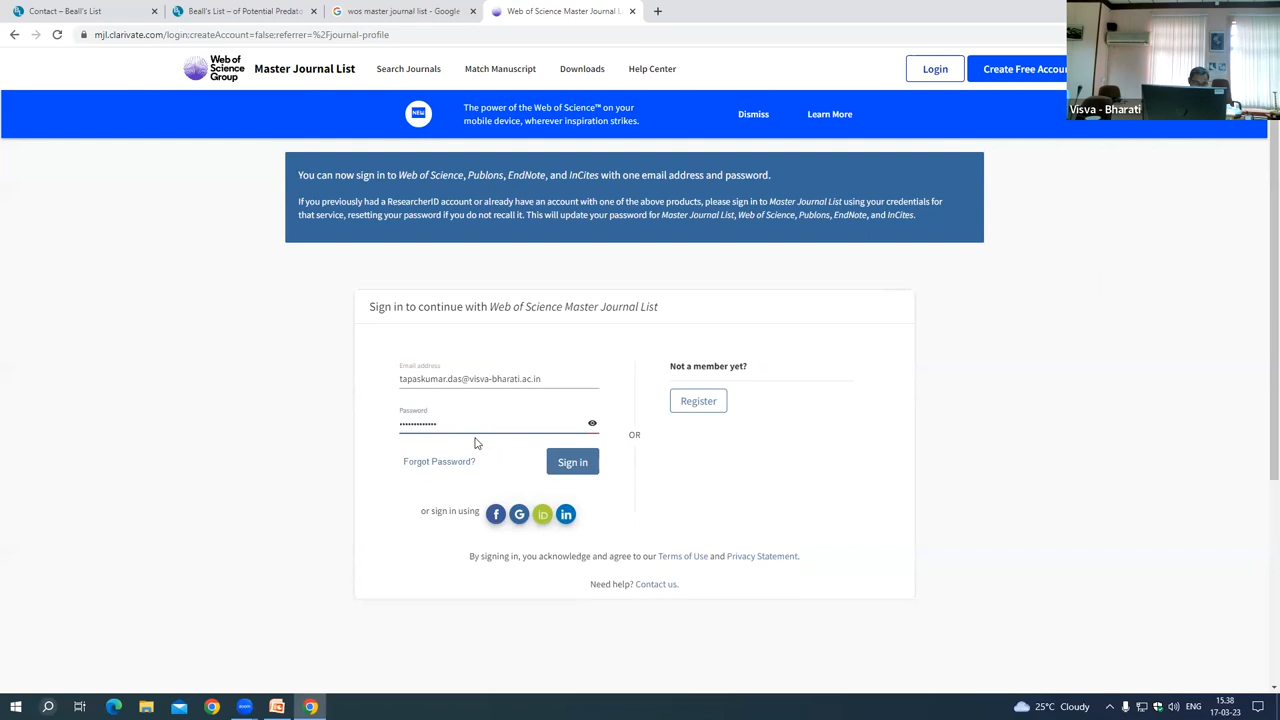 Contact – Beall's List
Beall's List – of Potential Predato
wos master journal list - Google
Web of Science Master Journal L
mjl.clarivate.com/login;createAccount=false;referrer=%2Fjournal-profile
Web of
Science
Group
Master Journal List
Search Journals
Match Manuscript
Downloads
Help Center
Login
Create Free Accoun
Visva - Bharati
NEW
The power of the Web of Science™ on your
mobile device, wherever inspiration strikes.
Dismiss
Learn More
You can now sign in to Web of Science, Publons, EndNote, and InCites with one email address and password.
If you previously had a ResearcherID account or already have an account with one of the above products, please sign in to Master Journal List using your credentials for
that service, resetting your password if you do not recall it. This will update your password for Master Journal List, Web of Science, Publons, EndNote, and InCites.
Sign in to continue with Web of Science Master Journal List
Email address
tapaskumar.das@visva-bharati.ac.in
Password
•••••••••••••
Forgot Password?
Sign in
or sign in using
f
G
iD
in
OR
Not a member yet?
Register
By signing in, you acknowledge and agree to our Terms of Use and Privacy Statement.
Need help? Contact us.
25°C Cloudy
15.38
17-03-23